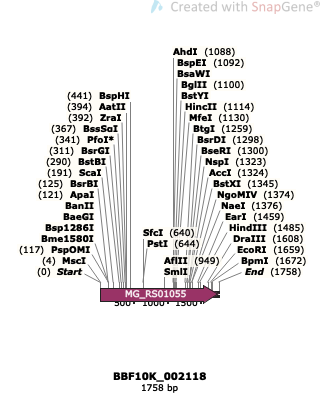 Created with SnapGene®
AhdI (1088)
BspEI (1092)
BsaWI
BglII (1100)
(441) BspHI BstYI
(394) AatII HincII (1114)
(392) ZraI MfeI (1130)
(367) BssSαI BtgI (1259)
(341) PfoI* BsrDI (1298)
(311) BsrGI BseRI (1300)
(290) BstBI NspI (1323)
(191) ScaI AccI (1324)
(125) BsrBI BstXI (1345)
(121) ApaI NgoMIV (1374)
BanII NaeI (1376)
BaeGI EarI (1459)
Bsp1286I HindIII (1485)
Bme1580I SfcI (640) DraIII (1608)
(117) PspOMI PstI (644) EcoRI (1659)
(4) MscI AflII (949) BpmI (1672)
(0) Start SmlI End (1758)
MG_RS01055
500 1000 1500
BBF10K_002118
1758 bp